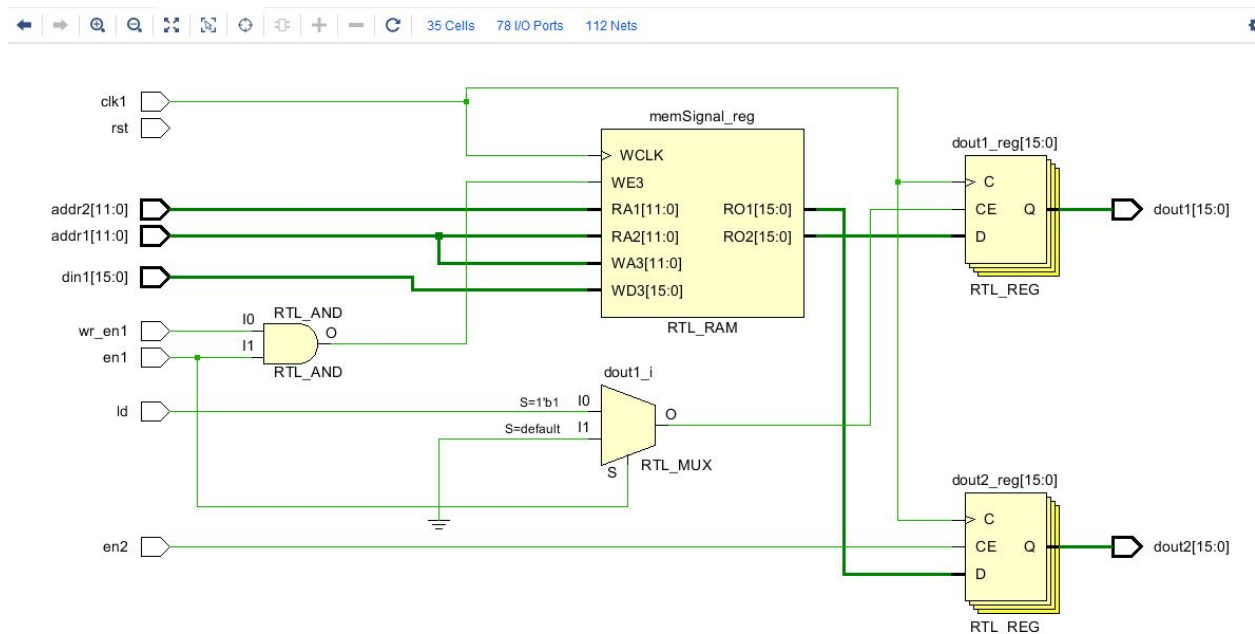 35 Cells 78 I/O Ports 112 Nets
clk1
rst
addr2[11:0]
addr1[11:0]
din1[15:0]
wr_en1
en1
ld
en2
RTL_AND
I0
I1
O
RTL_AND
memSignal_reg
WCLK
WE3
RA1[11:0] RO1[15:0]
RA2[11:0] RO2[15:0]
WA3[11:0]
WD3[15:0]
RTL_RAM
dout1_i
S=1'b1 I0
S=default I1
O
S
RTL_MUX
dout1_reg[15:0]
C
CE Q
D
RTL_REG
dout1[15:0]
dout2_reg[15:0]
C
CE Q
D
RTL_REG
dout2[15:0]